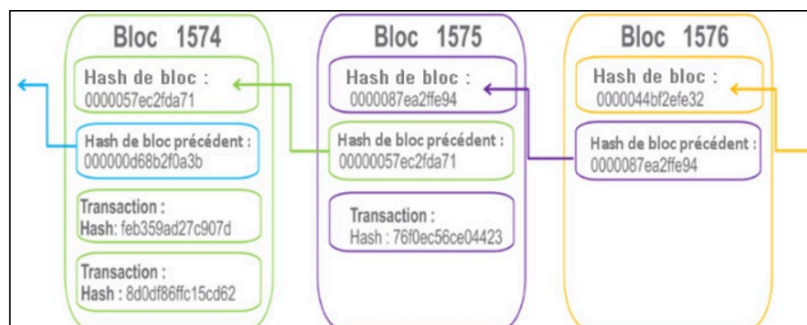 Bloc 1574
Hash de bloc :
0000057ec2fda71
Hash de bloc précédent :
000000d68b2f0a3b
Transaction :
Hash: feb359ad27c907d
Transaction :
Hash : 8d0df86ffc15cd62
Bloc 1575
Hash de bloc :
0000087ea2ffe94
Hash de bloc précédent :
00000057ec2fda71
Transaction :
Hash : 76f0ec56ce04423
Bloc 1576
Hash de bloc :
0000044bf2efe32
Hash de bloc précédent :
0000087ea2ffe94